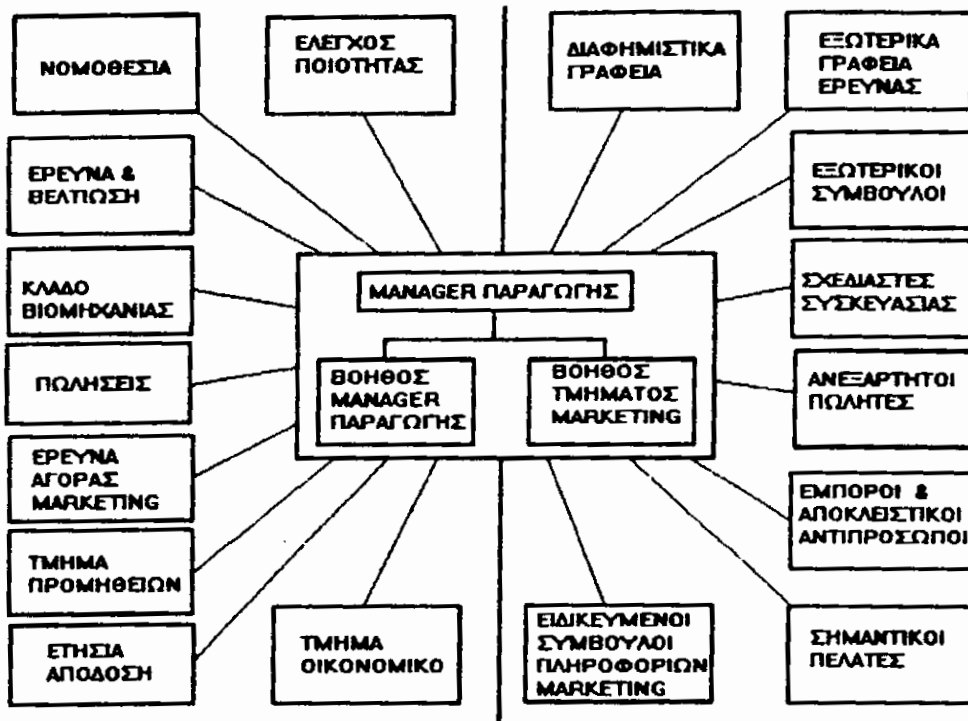 ΝΟΜΟΘΕΣΙΑ
ΕΛΕΓΧΟΣ
ΠΟΙΟΤΗΤΑΣ
ΔΙΑΦΗΜΙΣΤΙΚΑ
ΓΡΑΦΕΙΑ
ΕΞΩΤΕΡΙΚΑ
ΓΡΑΦΕΙΑ
ΕΡΕΥΝΑΣ
ΕΡΕΥΝΑ &
ΒΕΛΤΙΩΣΗ
ΕΞΩΤΕΡΙΚΟΙ
ΣΥΜΒΟΥΛΟΙ
ΚΛΑΔΟ
ΒΙΟΜΗΧΑΝΙΑΣ
MANAGER ΠΑΡΑΓΩΓΗΣ
ΣΧΕΔΙΑΣΤΕΣ
ΣΥΣΚΕΥΑΣΙΑΣ
ΠΩΛΗΣΕΙΣ
ΒΟΗΘΟΣ
MANAGER
ΠΑΡΑΓΩΓΗΣ
ΒΟΗΘΟΣ
ΤΜΗΜΑΤΟΣ
MARKETING
ΑΝΕΞΑΡΤΗΤΟΙ
ΠΩΛΗΤΕΣ
ΕΡΕΥΝΑ
ΑΓΟΡΑΣ
MARKETING
ΕΜΠΟΡΟΙ &
ΑΠΟΚΛΕΙΣΤΙΚΟΙ
ΑΝΤΙΠΡΟΣΩΠΟΙ
ΤΜΗΜΑ
ΠΡΟΜΗΘΕΙΩΝ
ΕΤΗΣΙΑ
ΑΠΟΔΟΣΗ
ΤΜΗΜΑ
ΟΙΚΟΝΟΜΙΚΟ
ΕΙΔΙΚΕΥΜΕΝΟΙ
ΣΥΜΒΟΥΛΟΙ
ΠΛΗΡΟΦΟΡΙΩΝ
MARKETING
ΣΗΜΑΝΤΙΚΟΙ
ΠΕΛΑΤΕΣ